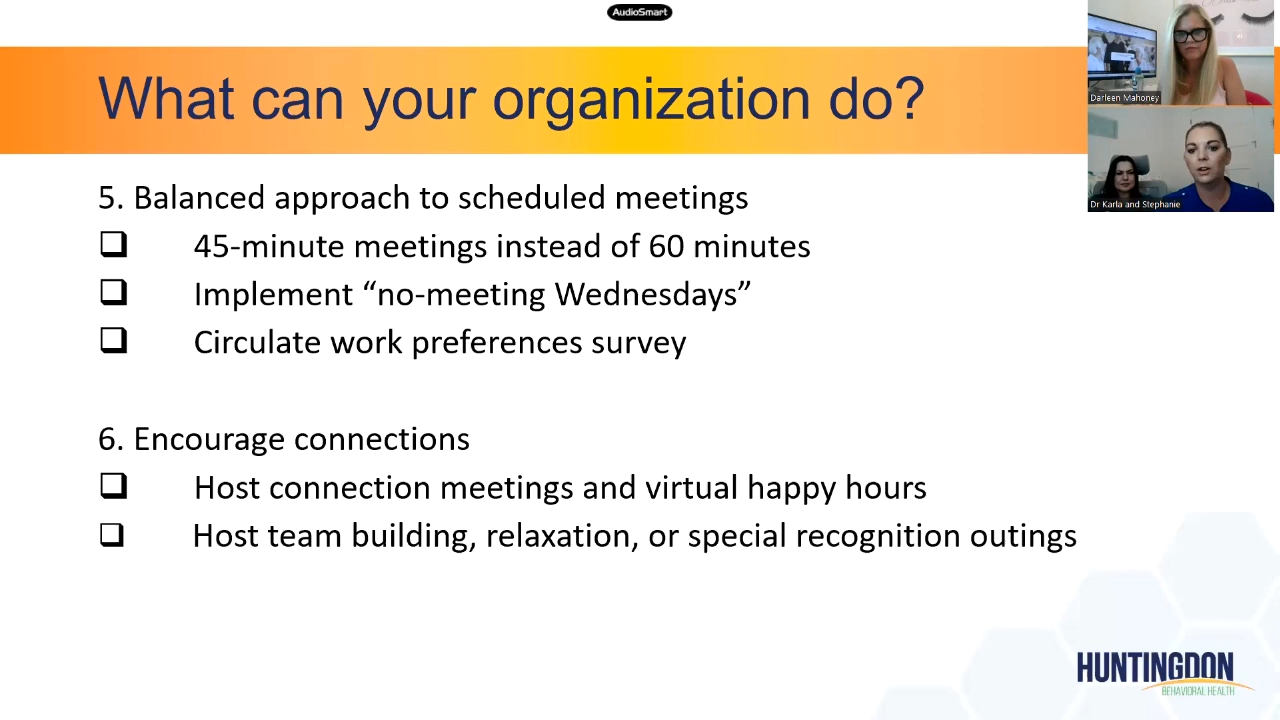 AudioSmart
What can your organization do?
Darleen Mahoney
Dr Karla and Stephanie
5. Balanced approach to scheduled meetings
45-minute meetings instead of 60 minutes
Implement “no-meeting Wednesdays”
Circulate work preferences survey
6. Encourage connections
Host connection meetings and virtual happy hours
Host team building, relaxation, or special recognition outings
HUNTINGDON
BEHAVIORAL HEALTH